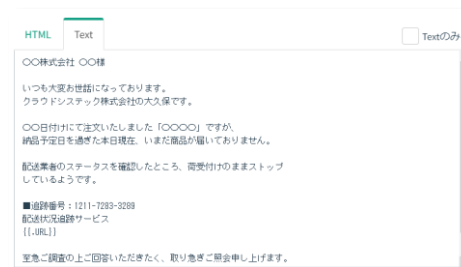 HTML Text Textのみ
〇〇株式会社 〇〇様
いつも大変お世話になっております。
クラウドシステック株式会社の大久保です。
〇〇日付けにて注文いたしました「〇〇〇〇」ですが、
納品予定日を過ぎた本日現在、いまだ商品が届いておりません。
配送業者のステータスを確認したところ、荷受付けのままストップ
しているようです。
■追跡番号：1211-7283-3289
配送状況追跡サービス
[[.URL]]
至急ご調査の上ご回答いただきたく、取り急ぎご照会申し上げます。